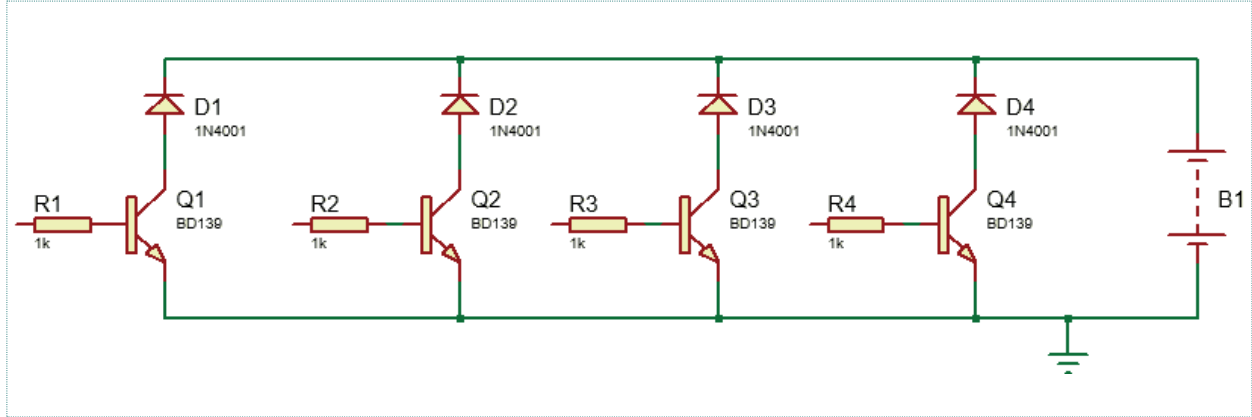 D1
1N4001
D2
1N4001
D3
1N4001
D4
1N4001
R1
1k
Q1
BD139
R2
1k
Q2
BD139
R3
1k
Q3
BD139
R4
1k
Q4
BD139
B1